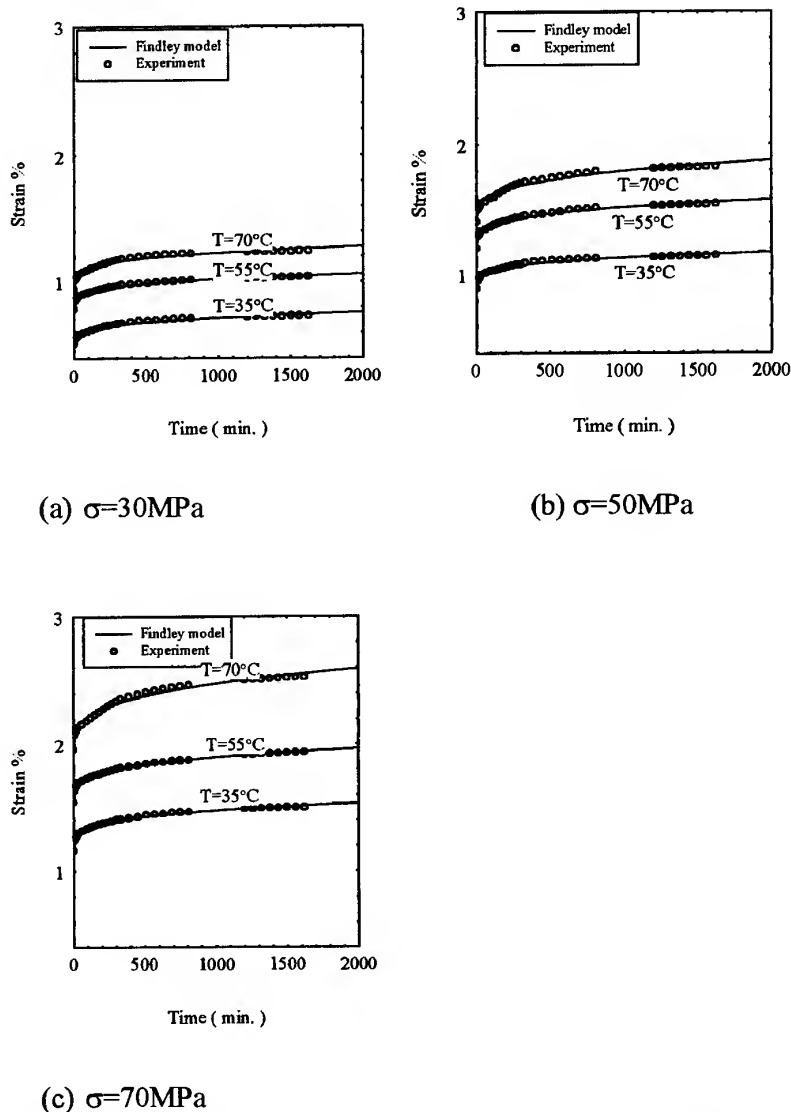 3
Findley model
Experiment
2
Strain %
1
T=70°C
T=55°C
T=35°C
0 500 1000 1500 2000
Time ( min. )
(a) σ=30MPa
3
Findley model
Experiment
2
Strain %
1
T=70°C
T=55°C
T=35°C
0 500 1000 1500 2000
Time ( min. )
(b) σ=50MPa
3
Findley model
Experiment
T=70°C
2
Strain %
T=55°C
T=35°C
1
0 500 1000 1500 2000
Time ( min. )
(c) σ=70MPa